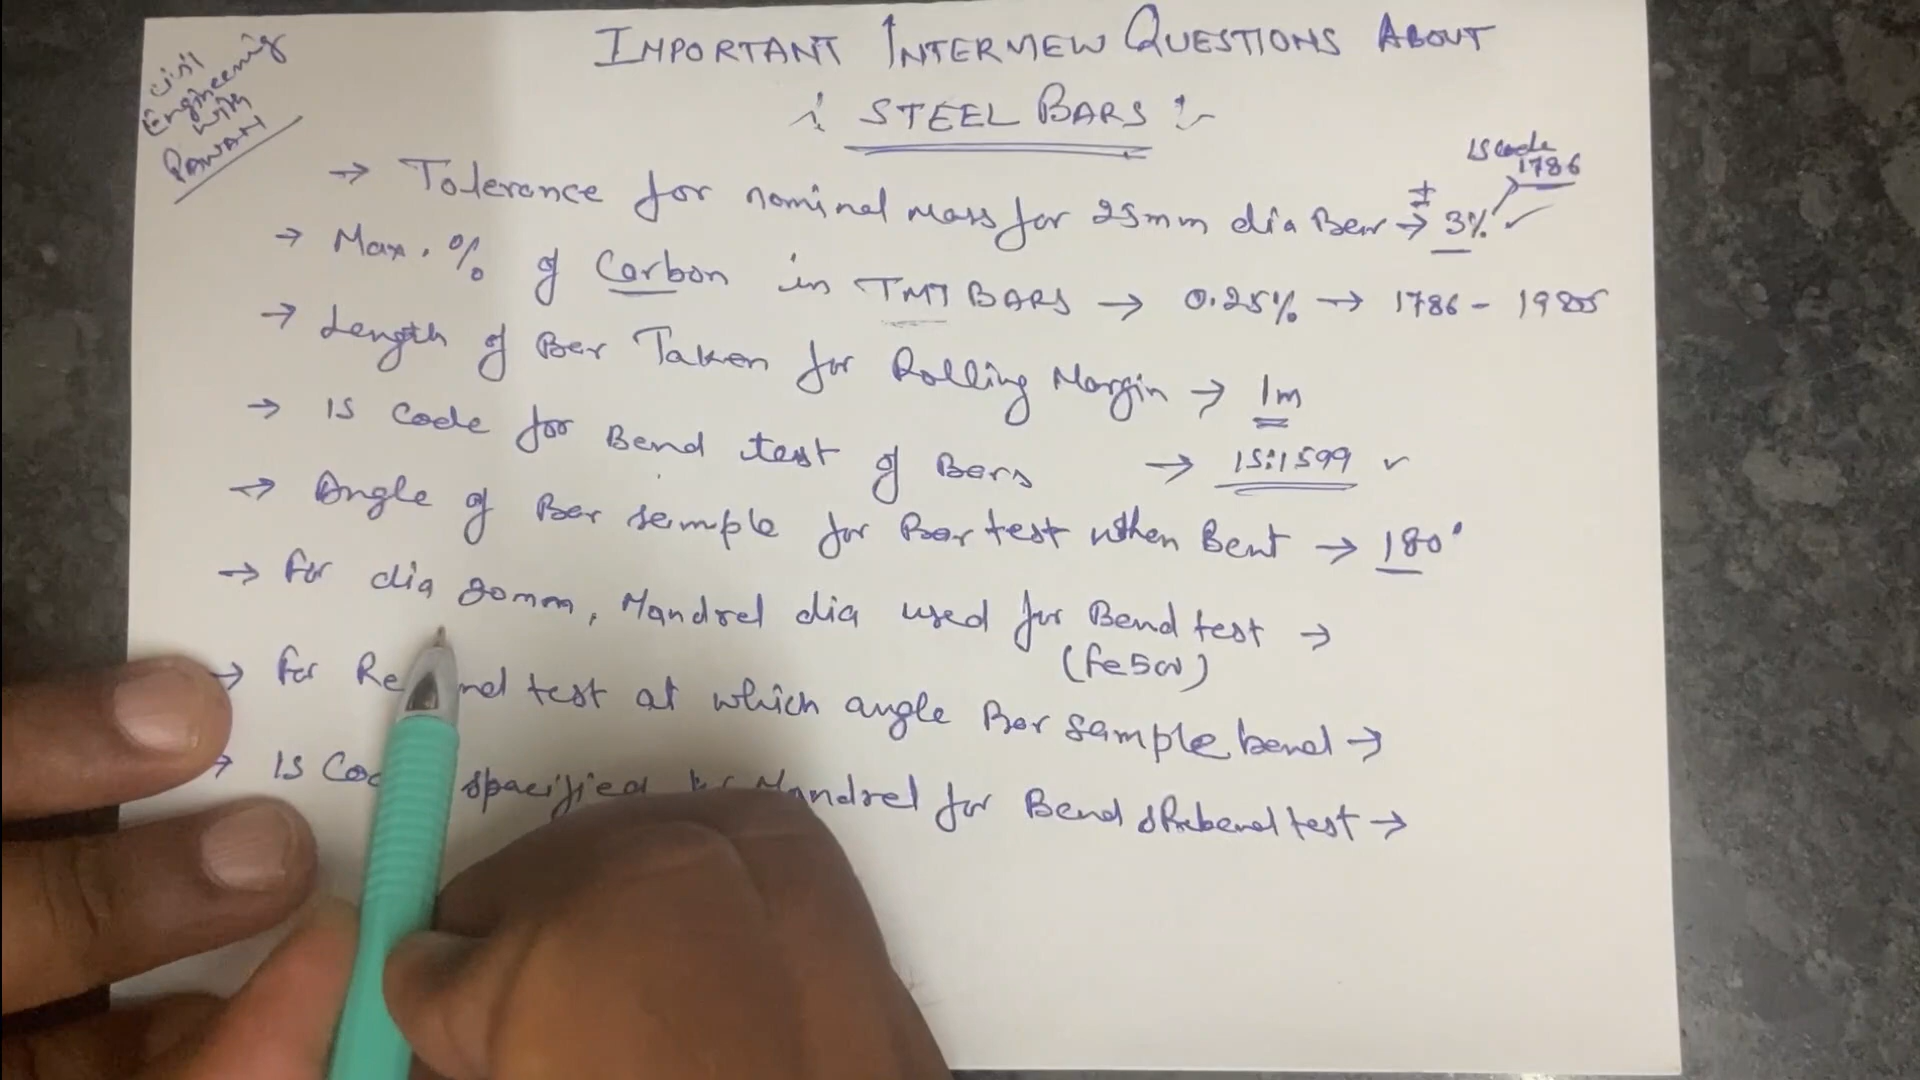 Civil
Engineering
with
PAWAN
IMPORTANT INTERVIEW QUESTIONS ABOUT
:- STEEL BARS :-
IS code
1786
→ Tolerance for nominal Mass for 25mm dia Bar → ± 3% ✓
→ Max. % of Carbon in TMT BARS → 0.25% → 1786 - 1985
→ Length of Bar Taken for Rolling Margin → 1m
→ IS Code for Bend test of Bars → IS:1599 ✓
→ Angle of Bar sample for Bar test when Bent → 180°
→ For dia 20mm, Mandrel dia used for Bend test →
(Fe500)
→ For Re nd test at which angle Bar sample bend →
→ IS Co specified Mandrel for Bend & Rebend test →